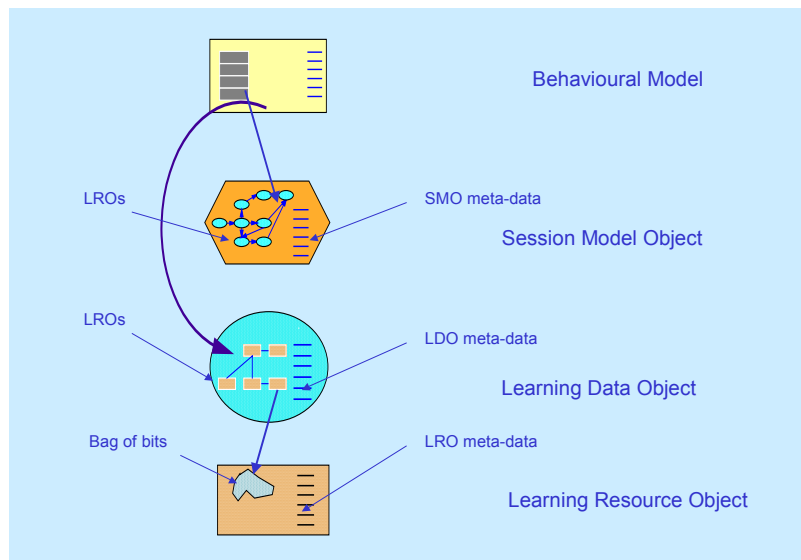 Behavioural Model
LROs
SMO meta-data
Session Model Object
LROs
LDO meta-data
Learning Data Object
Bag of bits
LRO meta-data
Learning Resource Object